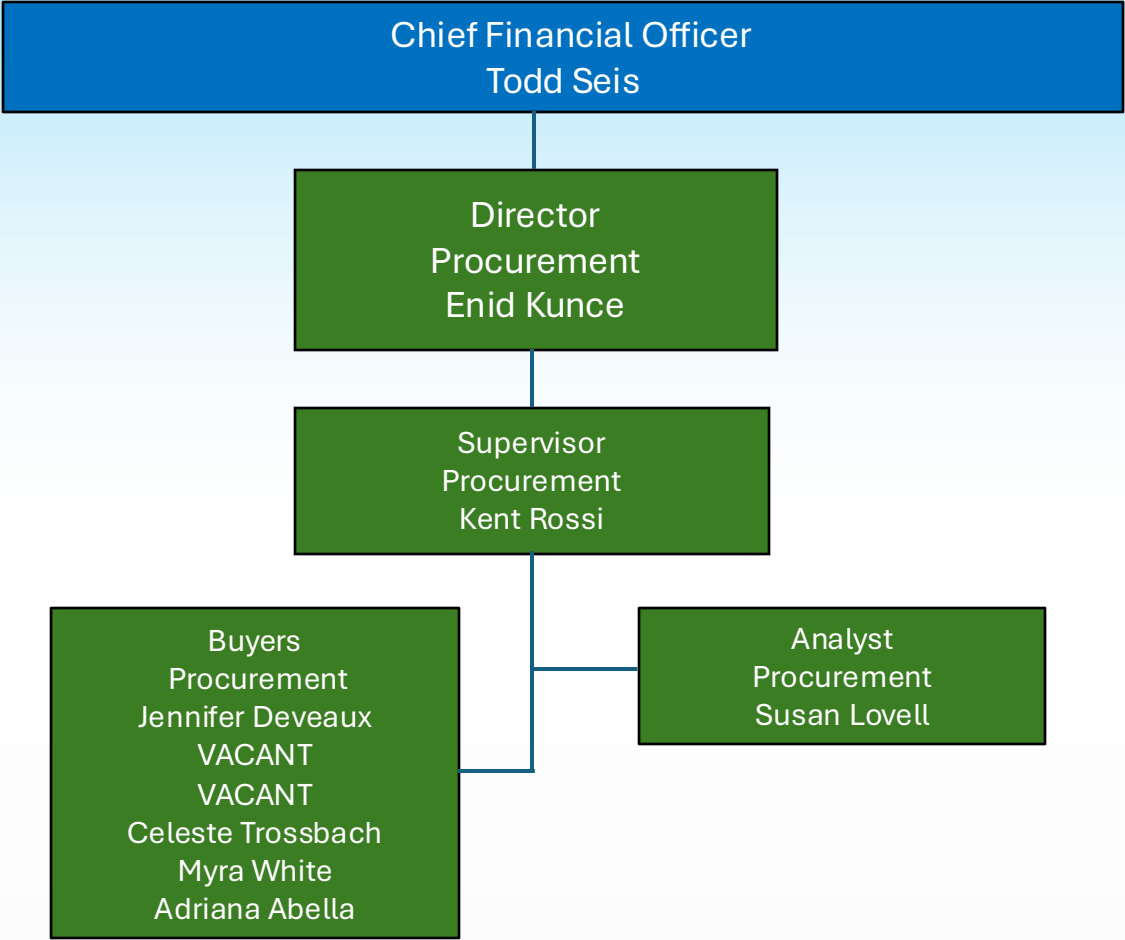 Chief Financial Officer
Todd Seis
Director
Procurement
Enid Kunce
Supervisor
Procurement
Kent Rossi
Buyers
Procurement
Jennifer Deveaux
VACANT
VACANT
Celeste Trossbach
Myra White
Adriana Abella
Analyst
Procurement
Susan Lovell